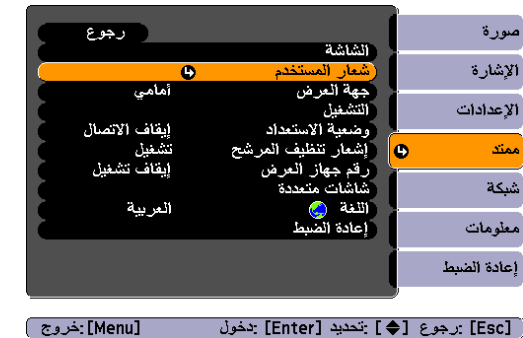 رجوع
الشاشة
شعار المستخدم
جهة العرض أمامي
التشغيل
وضعية الاستعداد إيقاف الاتصال
إشعار تنظيف المرشح تشغيل
رقم جهاز العرض إيقاف تشغيل
شاشات متعددة
اللغة العربية
إعادة الضبط
صورة
الإشارة
الإعدادات
ممتد
شبكة
معلومات
إعادة الضبط
[Esc] :رجوع [◆] :تحديد [Enter] :دخول [Menu] :خروج